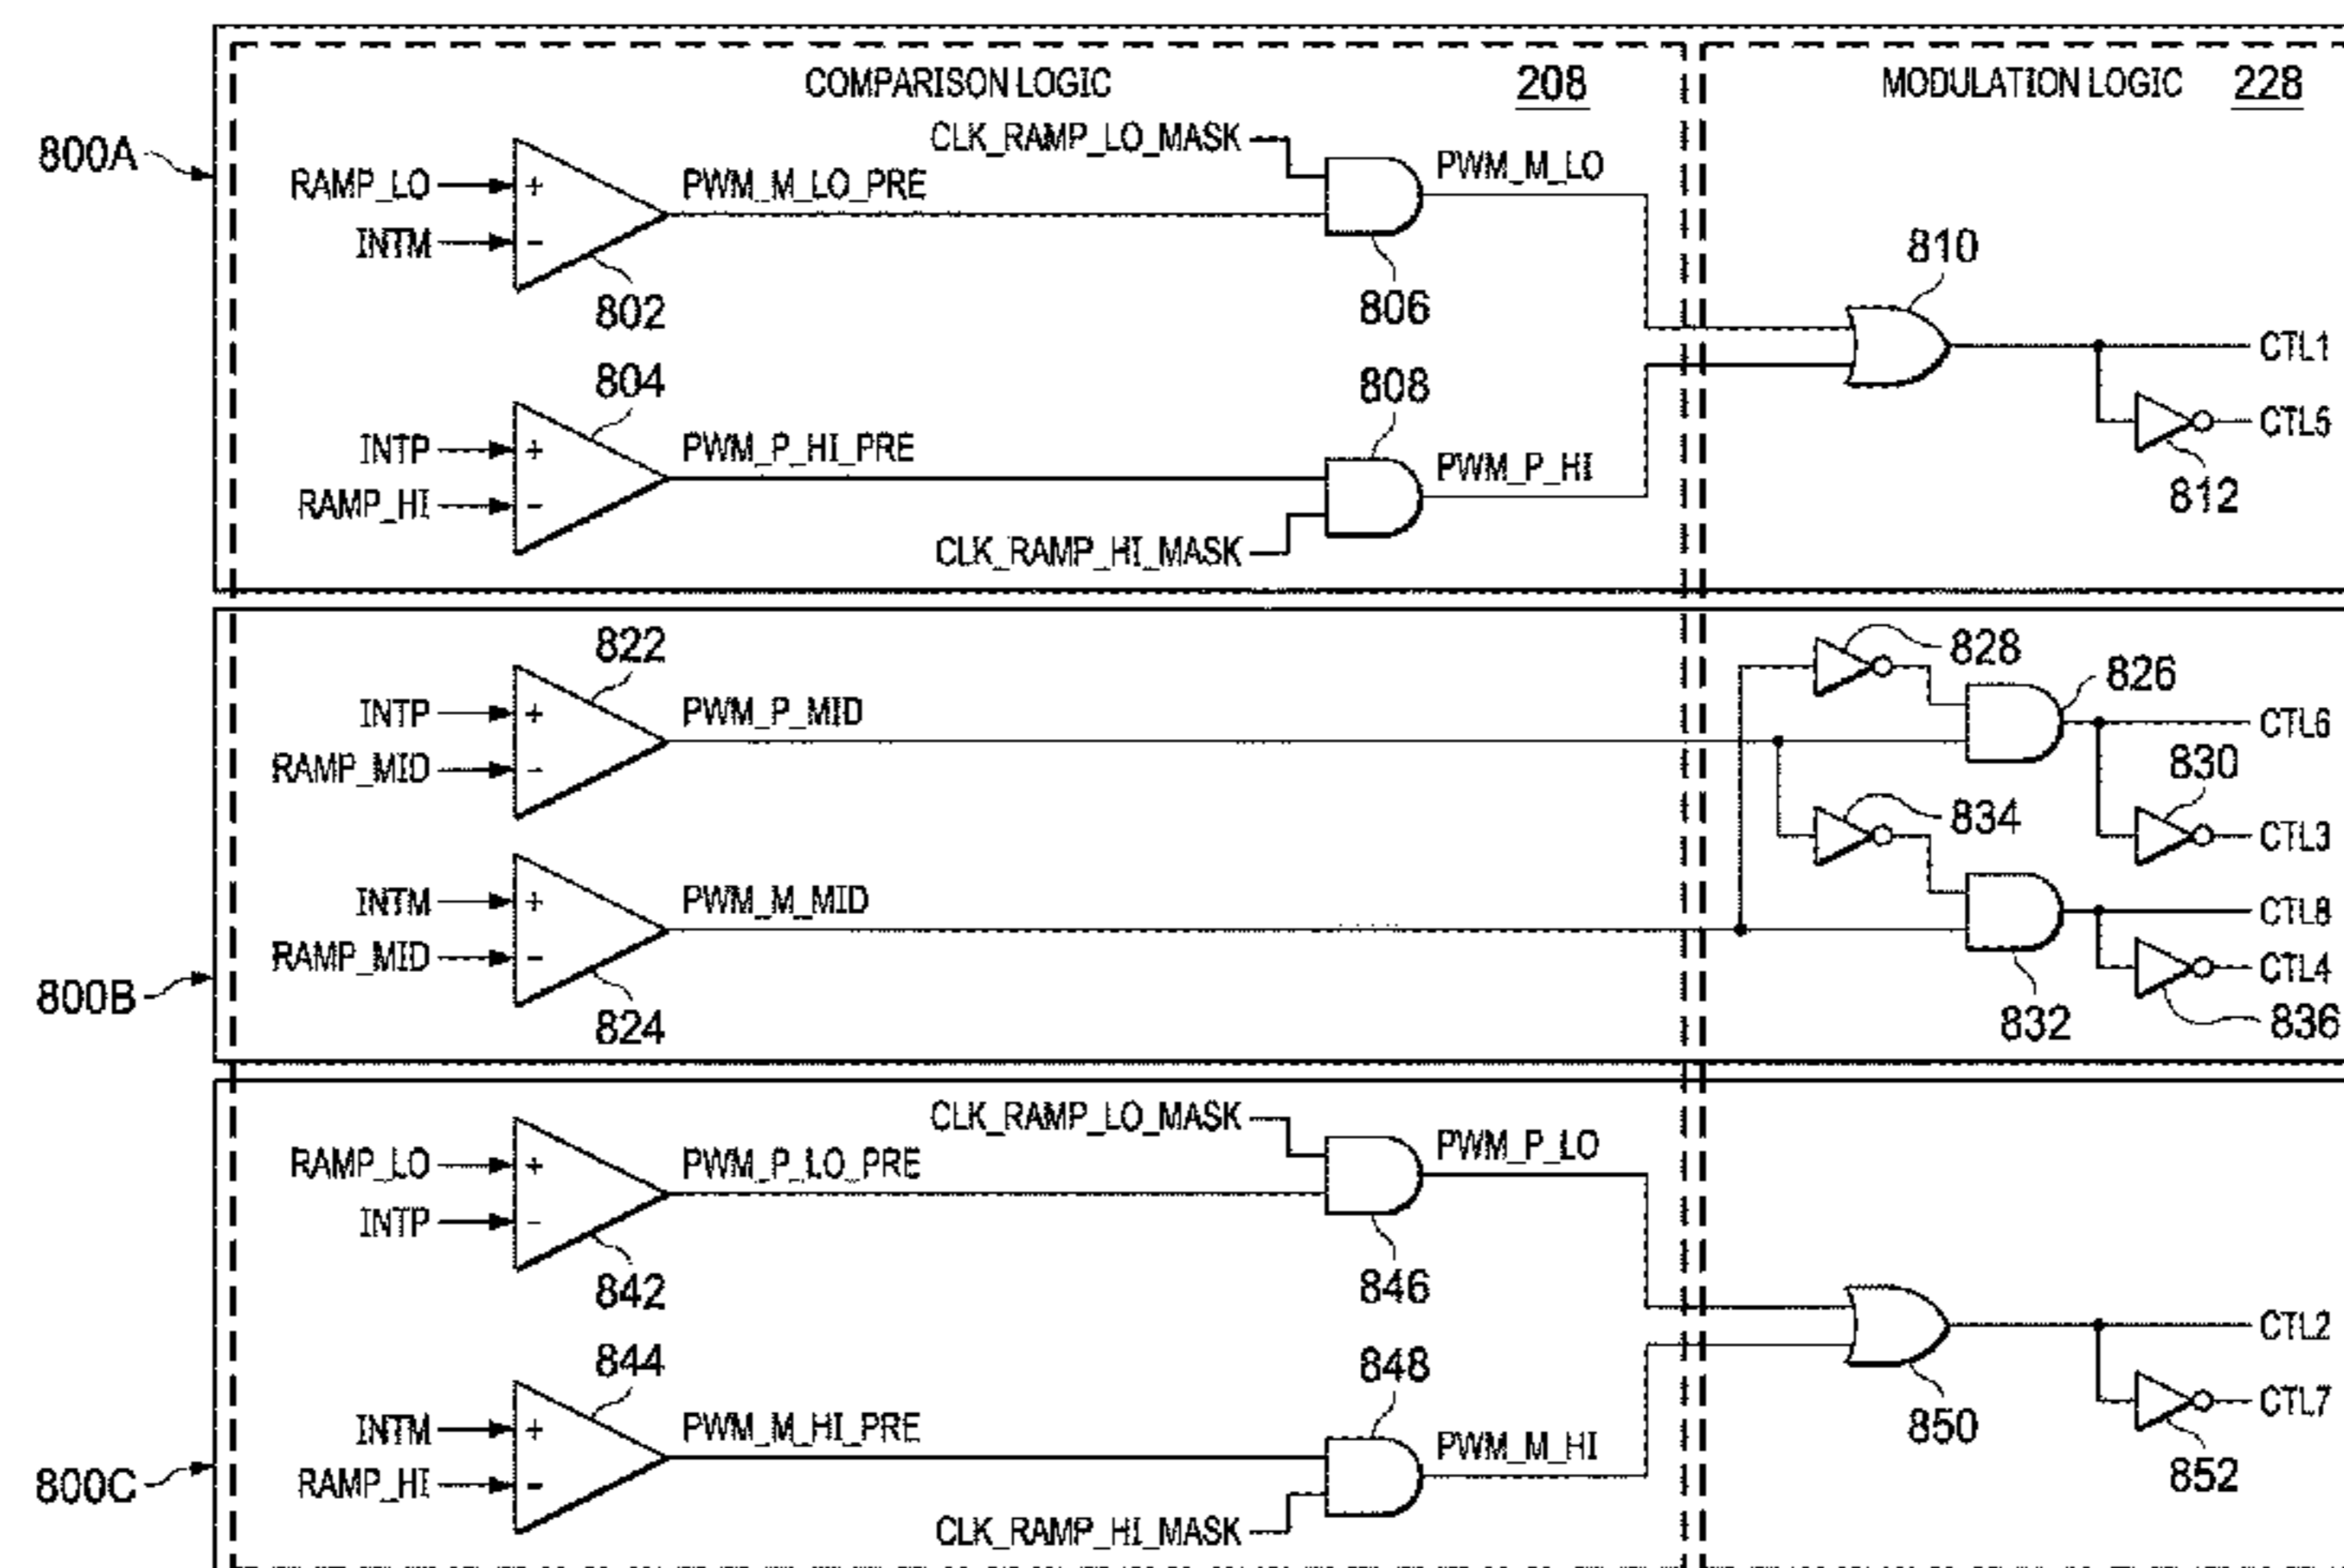 COMPARISON LOGIC 208
MODULATION LOGIC 228
800A
CLK_RAMP_LO_MASK
RAMP_LO + PWM_M_LO_PRE
PWM_M_LO
INTM -
802
806
810
804
808
CTL1
INTP + PWM_P_HI_PRE
PWM_P_HI
CTL5
RAMP_HI -
812
CLK_RAMP_HI_MASK
822
828
826
INTP + PWM_P_MID
CTL6
RAMP_MID -
830
834
CTL3
INTM + PWM_M_MID
CTL8
RAMP_MID -
CTL4
800B
824
832
836
CLK_RAMP_LO_MASK
RAMP_LO + PWM_P_LO_PRE
PWM_P_LO
INTP -
842
846
844
848
CTL2
INTM + PWM_M_HI_PRE
PWM_M_HI
850
CTL7
800C
RAMP_HI -
852
CLK_RAMP_HI_MASK